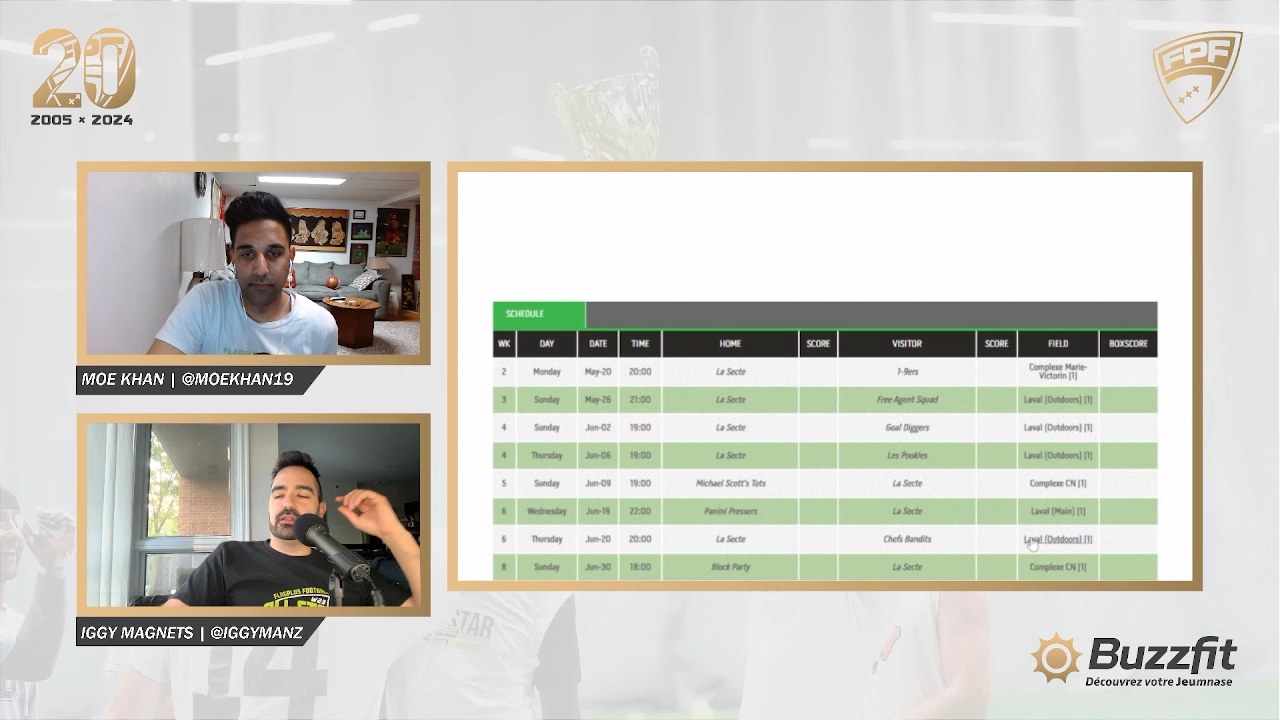 20
2005 × 2024
FPF
MOE KHAN | @MOEKHAN19
FLAGPLUS FOOTBALL
IGGY MAGNETS | @IGGYMANZ
SCHEDULE
WK DAY DATE TIME HOME SCORE VISITOR SCORE FIELD BOXSCORE
2 Monday May-20 20:00 La Secte 1-9ers Complexe Marie-Victorin [1]
3 Sunday May-26 21:00 La Secte Free Agent Squad Laval (Outdoors) [1]
4 Sunday Jun-02 19:00 La Secte Goal Diggers Laval (Outdoors) [1]
4 Thursday Jun-06 19:00 La Secte Les Pookies Laval (Outdoors) [1]
5 Sunday Jun-09 19:00 Michael Scott's Tots La Secte Complexe CN [1]
6 Wednesday Jun-19 22:00 Panini Pressers La Secte Laval (Main) [1]
6 Thursday Jun-20 20:00 La Secte Chefs Bandits Laval (Outdoors) [1]
8 Sunday Jun-30 18:00 Block Party La Secte Complexe CN [1]
STAR
14
Buzzfit
Découvrez votre Jeumnase